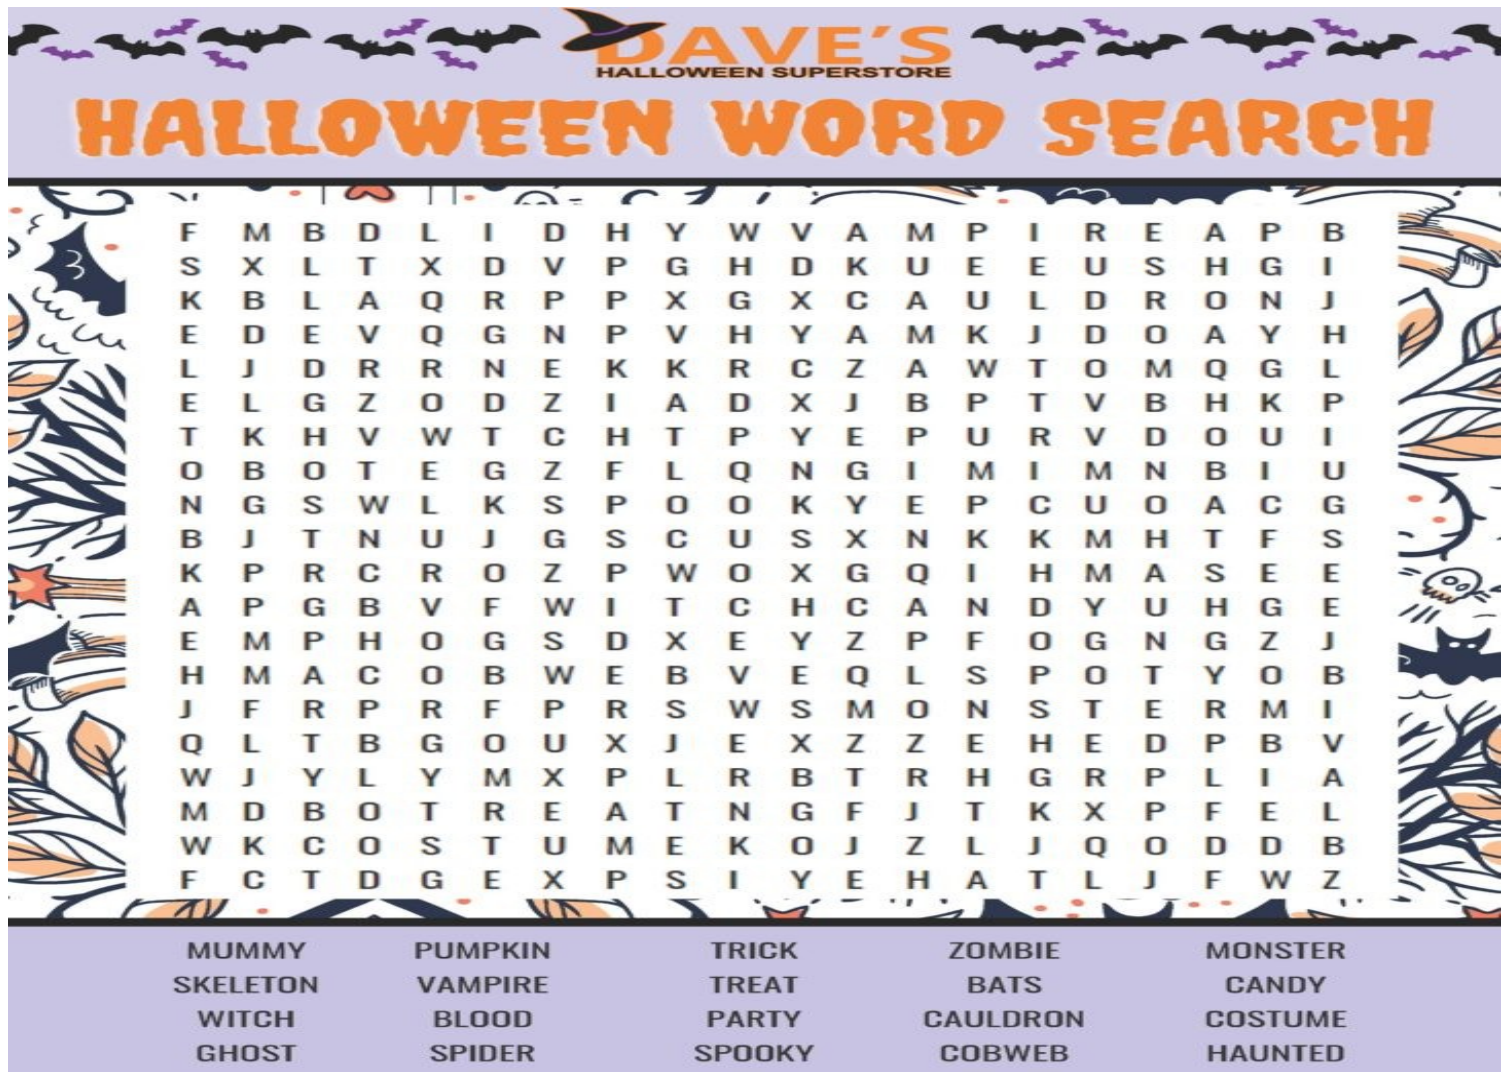 DAVE'S
HALLOWEEN SUPERSTORE
HALLOWEEN WORD SEARCH
F M B D L I D H Y W V A M P I R E A P B
S X L T X D V P G H D K U E E U S H G I
K B L A Q R P P X G X C A U L D R O N J
E D E V Q G N P V H Y A M K J D O A Y H
L J D R R N E K K R C Z A W T O M Q G L
E L G Z O D Z I A D X J B P T V B H K P
T K H V W T C H T P Y E P U R V D O U I
O B O T E G Z F L Q N G I M I M N B I U
N G S W L K S P O O K Y E P C U O A C G
B J T N U J G S C U S X N K K M H T F S
K P R C R O Z P W O X G Q I H M A S E E
A P G B V F W I T C H C A N D Y U H G E
E M P H O G S D X E Y Z P F O G N G Z J
H M A C O B W E B V E Q L S P O T Y O B
J F R P R F P R S W S M O N S T E R M I
Q L T B G O U X J E X Z Z E H E D P B V
W J Y L Y M X P L R B T R H G R P L I A
M D B O T R E A T N G F J T K X P F E L
W K C O S T U M E K O J Z L J Q O D D B
F C T D G E X P S I Y E H A T L J F W Z
MUMMY PUMPKIN TRICK ZOMBIE MONSTER
SKELETON VAMPIRE TREAT BATS CANDY
WITCH BLOOD PARTY CAULDRON COSTUME
GHOST SPIDER SPOOKY COBWEB HAUNTED